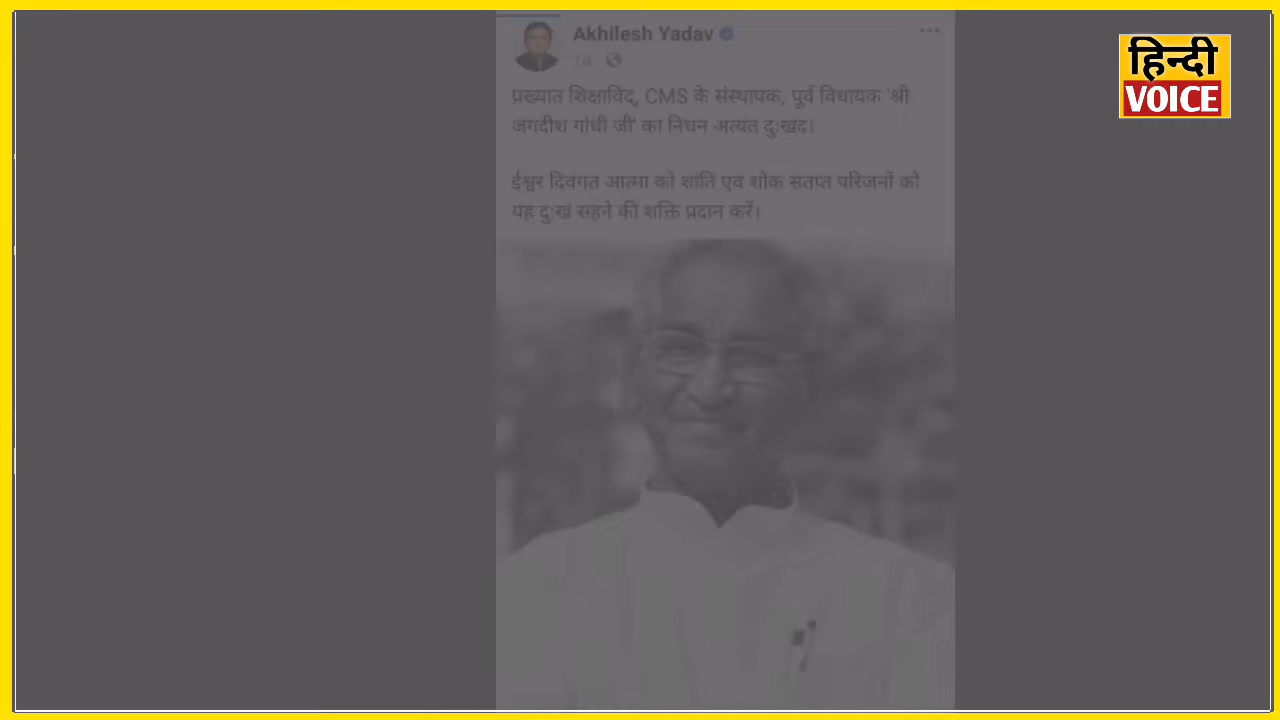 Akhilesh Yadav
हिन्दी
VOICE
प्रख्यात शिक्षाविद्, CMS के संस्थापक, पूर्व विधायक 'श्री
जगदीश गांधी जी' का निधन अत्यंत दुःखद।
ईश्वर दिवंगत आत्मा को शांति एवं शोक संतप्त परिजनों को
यह दुःख सहने की शक्ति प्रदान करें।